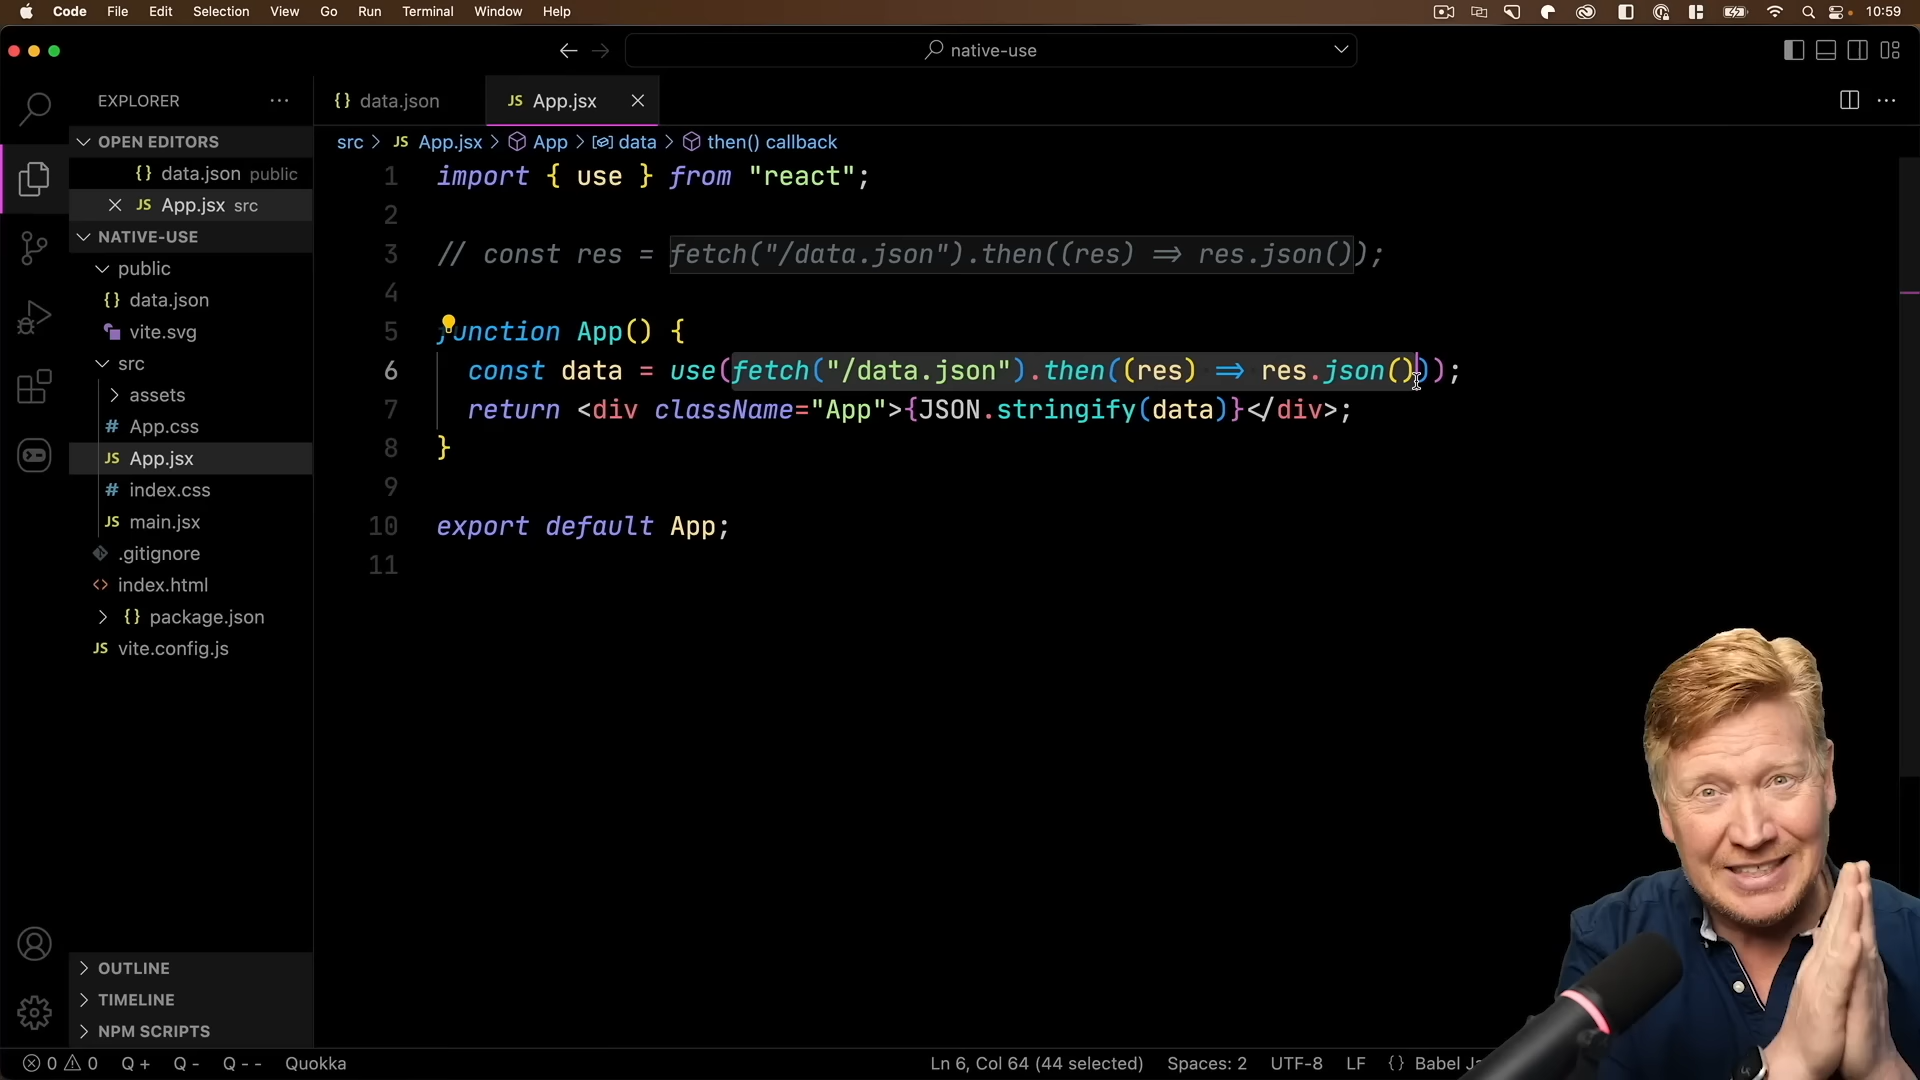 Code File Edit Selection View Go Run Terminal Window Help 10:59
native-use
EXPLORER
OPEN EDITORS
{} data.json public
JS App.jsx src
NATIVE-USE
public
{} data.json
vite.svg
src
assets
# App.css
JS App.jsx
# index.css
JS main.jsx
.gitignore
<> index.html
{} package.json
JS vite.config.js
OUTLINE
TIMELINE
NPM SCRIPTS
{} data.json JS App.jsx
src > JS App.jsx > App > data > then() callback
1 import { use } from "react";
2
3 // const res = fetch("/data.json").then((res) => res.json());
4
5 function App() {
6 const data = use(fetch("/data.json").then((res) => res.json()));
7 return <div className="App">{JSON.stringify(data)}</div>;
8 }
9
10 export default App;
11
0 0 Q + Q - Q - - Quokka Ln 6, Col 64 (44 selected) Spaces: 2 UTF-8 LF {} Babel